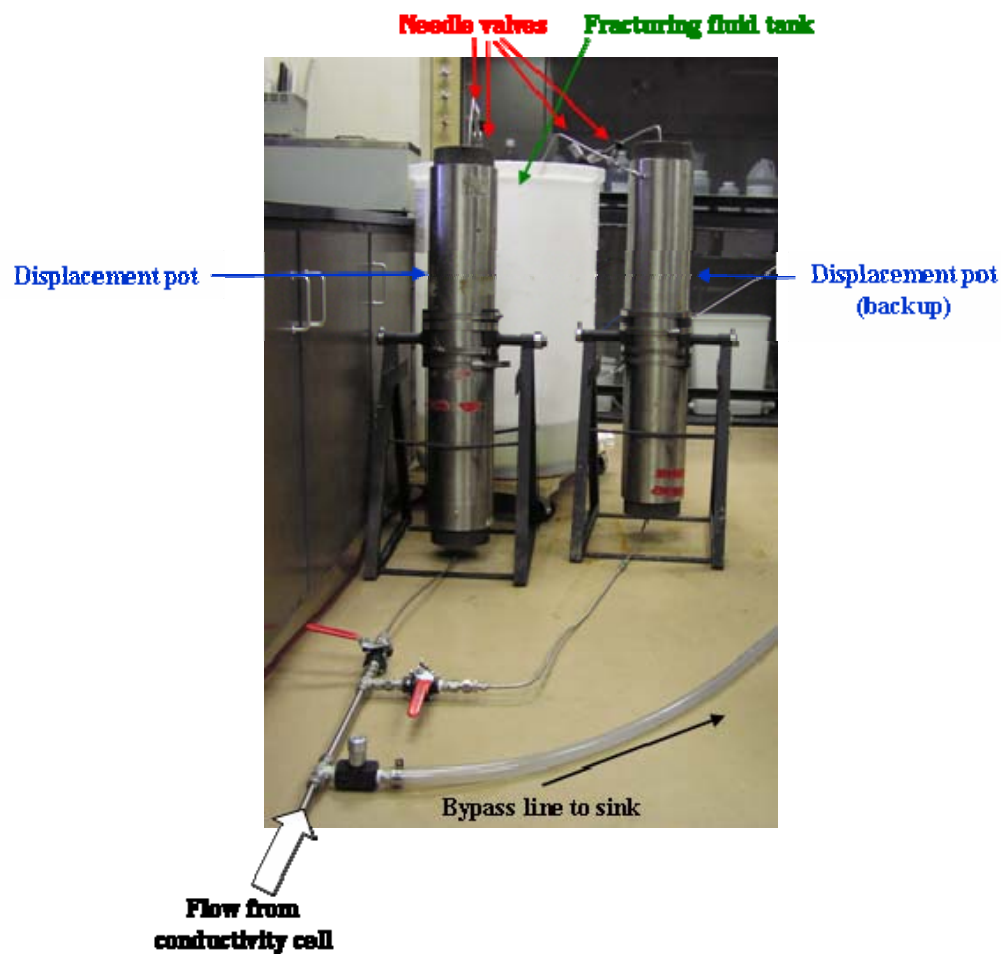 Needle valves
Fracturing fluid tank
Displacement pot
Displacement pot
(backup)
Bypass line to sink
Flow from
conductivity cell